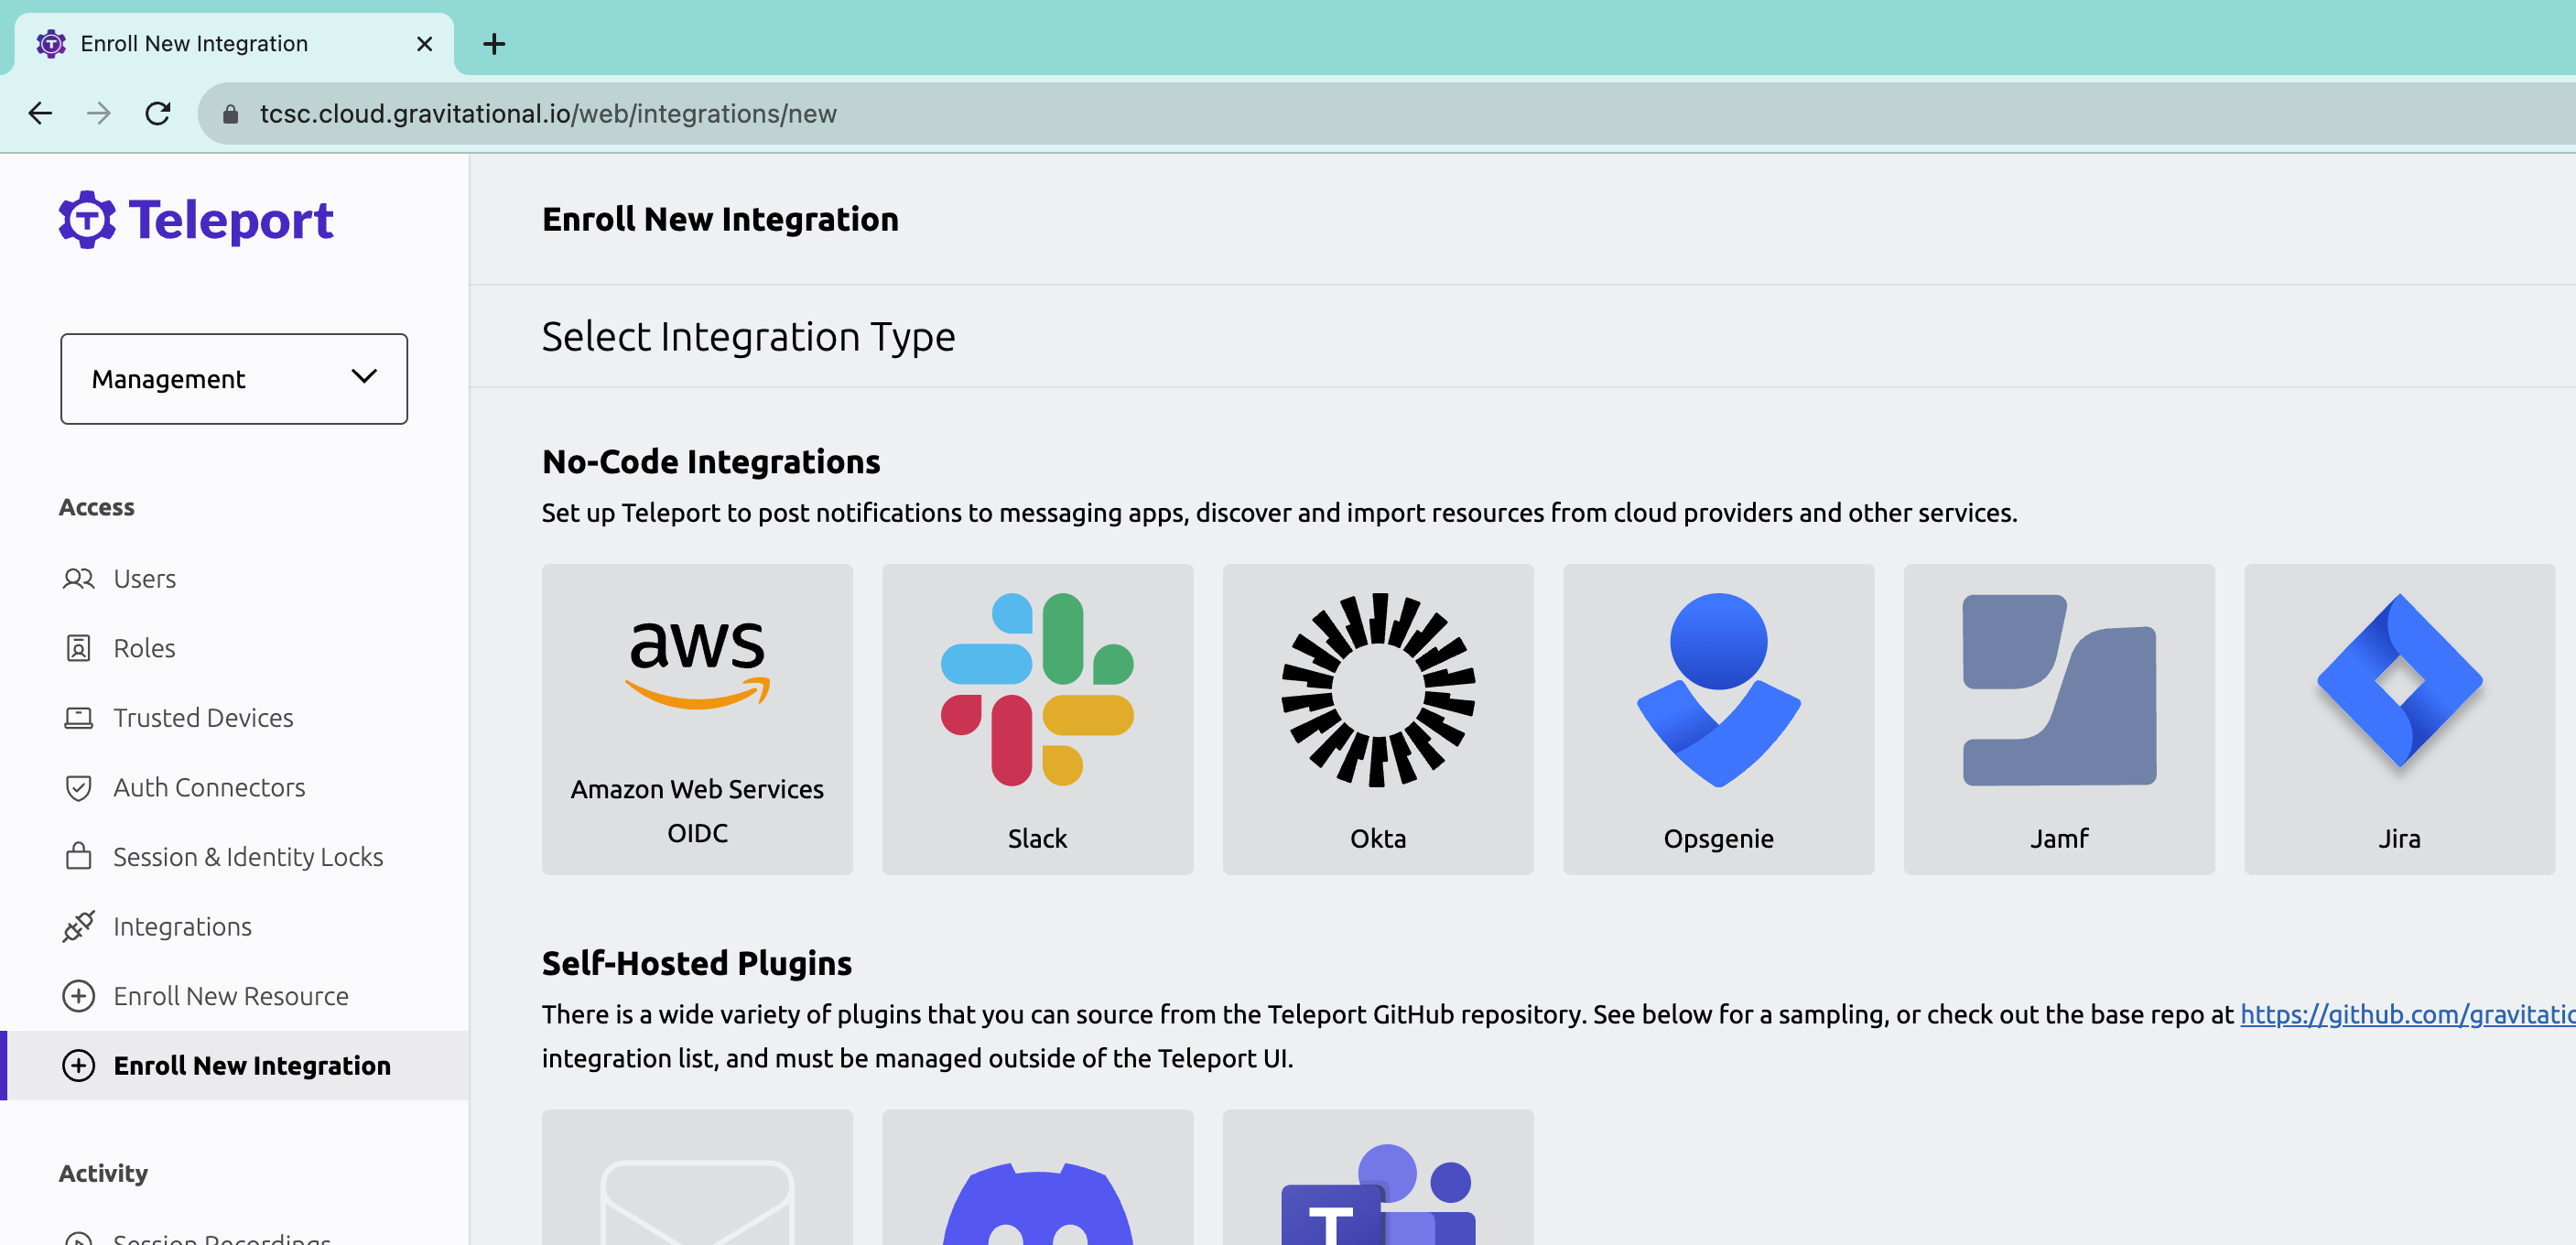 Enroll New Integration
tcsc.cloud.gravitational.io/web/integrations/new
Teleport
Management
Access
Users
Roles
Trusted Devices
Auth Connectors
Session & Identity Locks
Integrations
Enroll New Resource
Enroll New Integration
Activity
Session Recordings
Enroll New Integration
Select Integration Type
No-Code Integrations
Set up Teleport to post notifications to messaging apps, discover and import resources from cloud providers and other services.
aws
Amazon Web Services
OIDC
Slack
Okta
Opsgenie
Jamf
Jira
Self-Hosted Plugins
There is a wide variety of plugins that you can source from the Teleport GitHub repository. See below for a sampling, or check out the base repo at https://github.com/gravitatio
integration list, and must be managed outside of the Teleport UI.
T